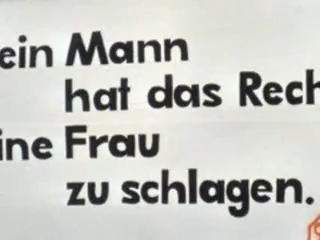 ein Mann
hat das Rech
ine Frau
zu schlagen.